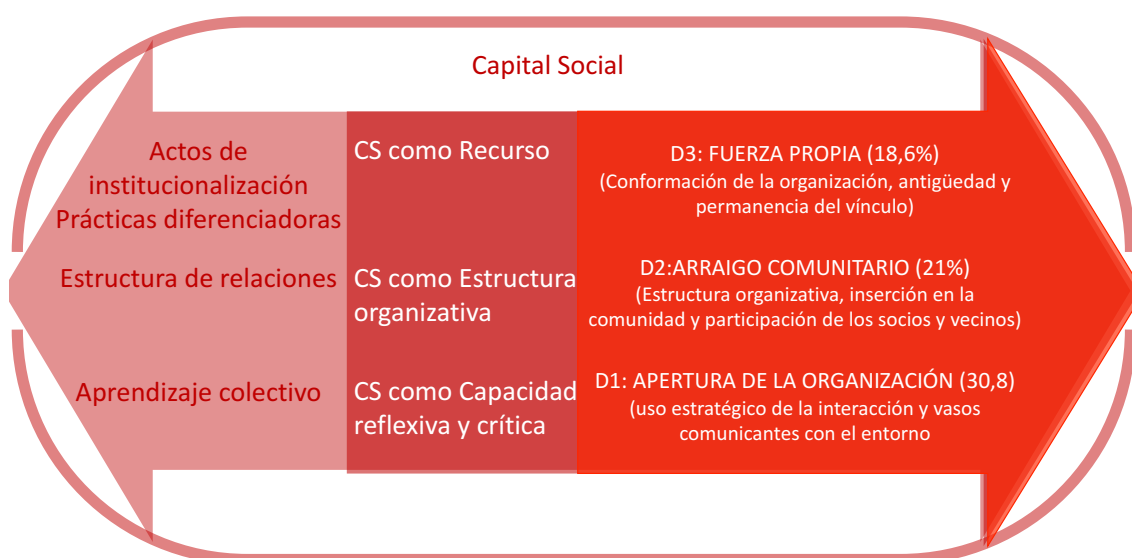 Capital Social
Actos de
institucionalización
Prácticas diferenciadoras
Estructura de relaciones
Aprendizaje colectivo
CS como Recurso
CS como Estructura
organizativa
CS como Capacidad
reflexiva y crítica
D3: FUERZA PROPIA (18,6%)
(Conformación de la organización, antigüedad y
permanencia del vínculo)
D2:ARRAIGO COMUNITARIO (21%)
(Estructura organizativa, inserción en la
comunidad y participación de los socios y vecinos)
D1: APERTURA DE LA ORGANIZACIÓN (30,8)
(uso estratégico de la interacción y vasos
comunicantes con el entorno